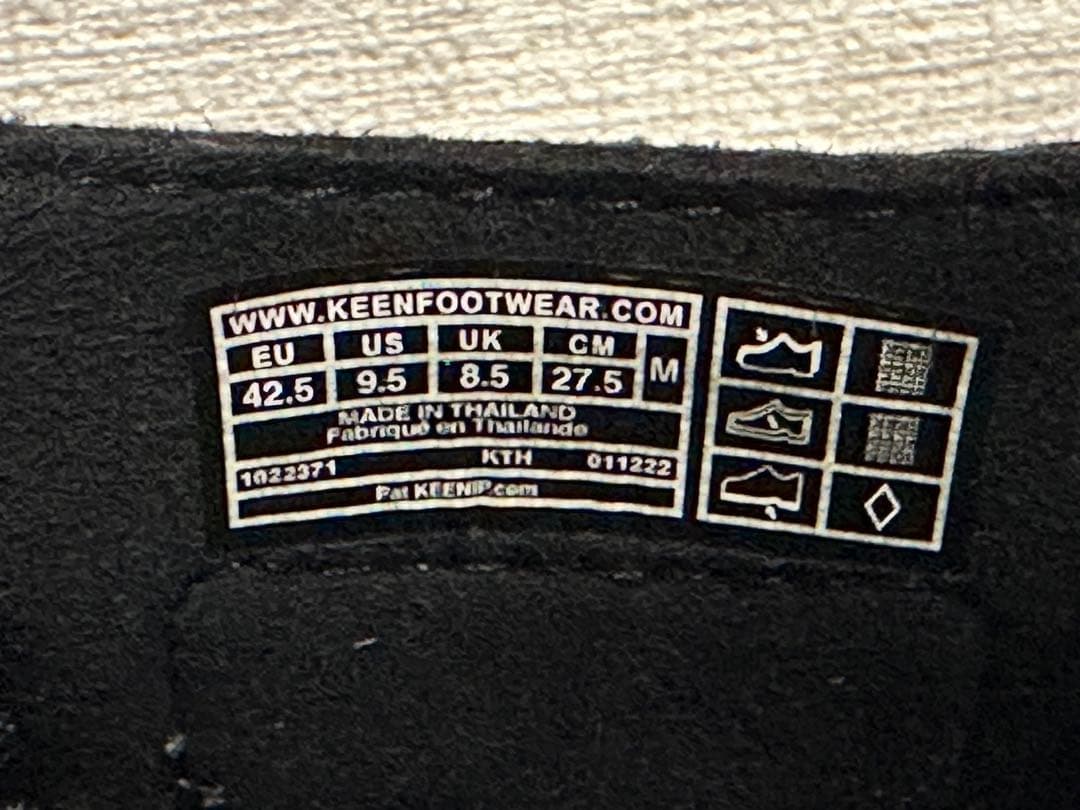 WWW.KEENFOOTWEAR.COM
EU US UK CM M
42.5 9.5 8.5 27.5
MADE IN THAILAND
Fabriqué en Thaïlande
1022371 KTH 011222
Pat KEENIP.com